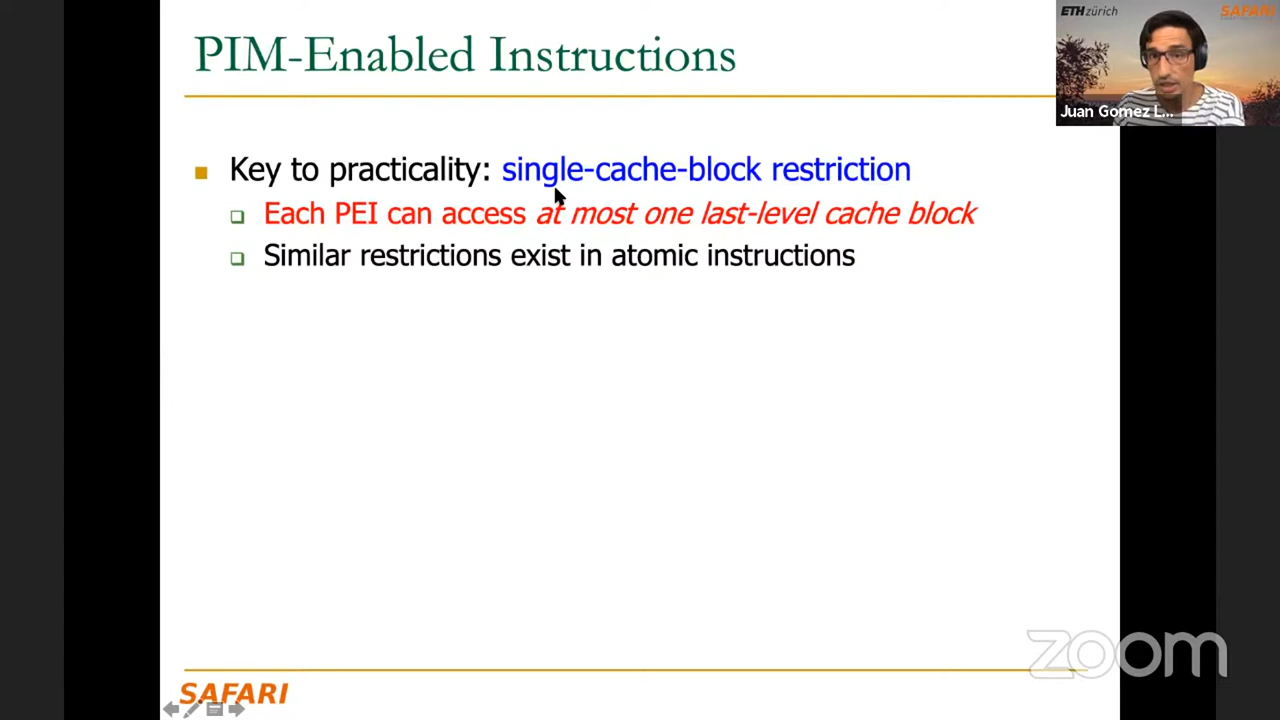 PIM-Enabled Instructions
ETH zürich
SAFARI
Juan Gomez L...
Key to practicality: single-cache-block restriction
Each PEI can access at most one last-level cache block
Similar restrictions exist in atomic instructions
zoom
SAFARI